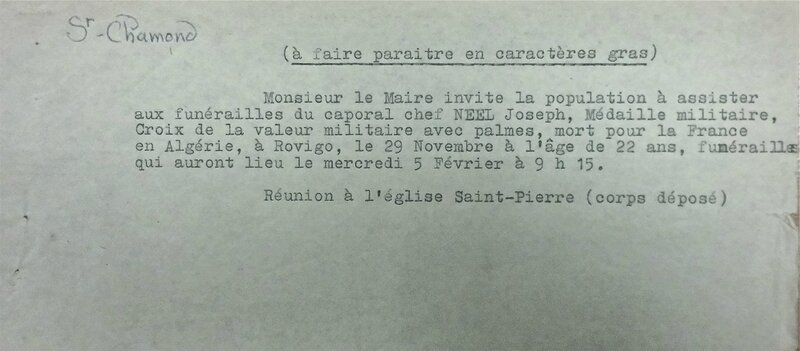 St-Chamond
(à faire paraitre en caractères gras)
Monsieur le Maire invite la population à assister
aux funérailles du caporal chef NEEL Joseph, Médaille militaire,
Croix de la valeur militaire avec palmes, mort pour la France
en Algérie, à Rovigo, le 29 Novembre à l'âge de 22 ans, funérailles
qui auront lieu le mercredi 5 Février à 9 h 15.
Réunion à l'église Saint-Pierre (corps déposé)